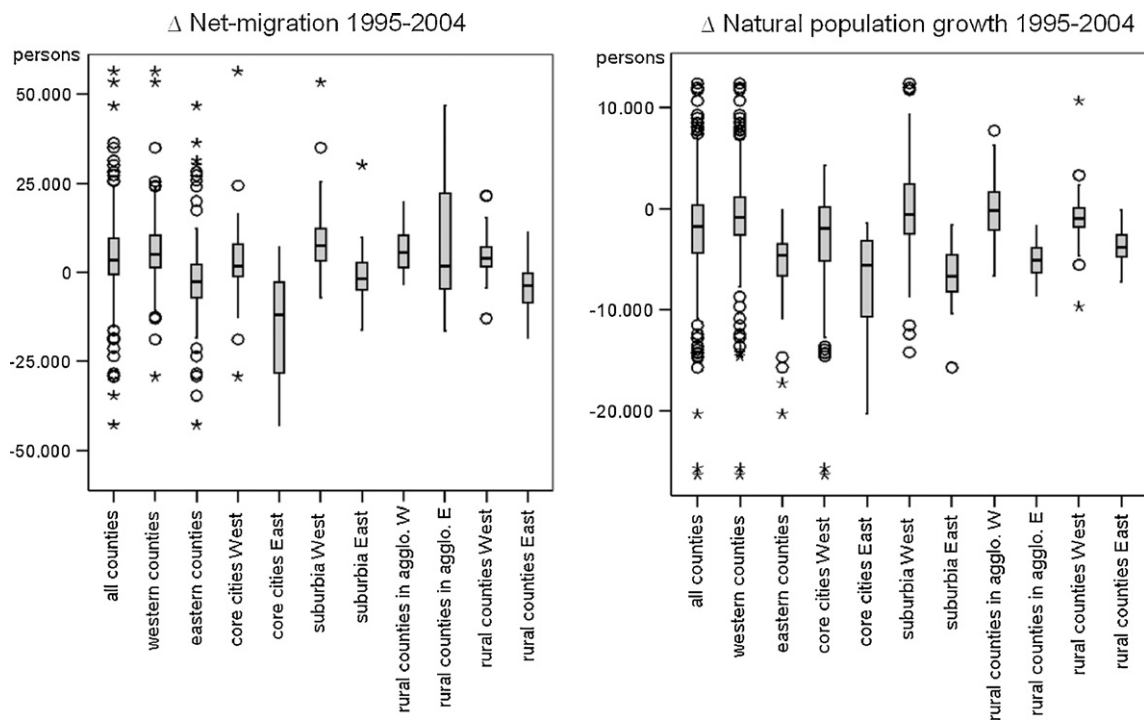 Δ Net-migration 1995-2004
persons
50.000
25.000
0
-25.000
-50.000
all counties
western counties
eastern counties
core cities West
core cities East
suburbia West
suburbia East
rural counties in agglo. W
rural counties in agglo. E
rural counties West
rural counties East
Δ Natural population growth 1995-2004
persons
10.000
0
-10.000
-20.000
all counties
western counties
eastern counties
core cities West
core cities East
suburbia West
suburbia East
rural counties in agglo. W
rural counties in agglo. E
rural counties West
rural counties East